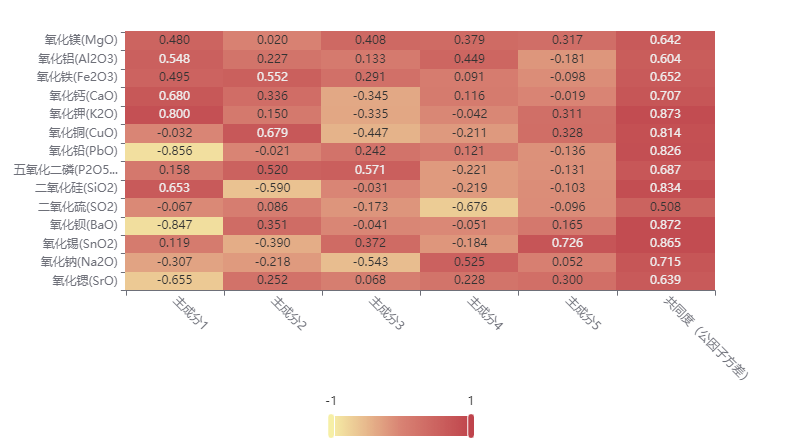 氧化镁(MgO) 0.480 0.020 0.408 0.379 0.317 0.642
氧化铝(Al2O3) 0.548 0.227 0.133 0.449 -0.181 0.604
氧化铁(Fe2O3) 0.495 0.552 0.291 0.091 -0.098 0.652
氧化钙(CaO) 0.680 0.336 -0.345 0.116 -0.019 0.707
氧化钾(K2O) 0.800 0.150 -0.335 -0.042 0.311 0.873
氧化铜(CuO) -0.032 0.679 -0.447 -0.211 0.328 0.814
氧化铅(PbO) -0.856 -0.021 0.242 0.121 -0.136 0.826
五氧化二磷(P2O5... 0.158 0.520 0.571 -0.221 -0.131 0.687
二氧化硅(SiO2) 0.653 -0.590 -0.031 -0.219 -0.103 0.834
二氧化硫(SO2) -0.067 0.086 -0.173 -0.676 -0.096 0.508
氧化钡(BaO) -0.847 0.351 -0.041 -0.051 0.165 0.872
氧化锡(SnO2) 0.119 -0.390 0.372 -0.184 0.726 0.865
氧化钠(Na2O) -0.307 -0.218 -0.543 0.525 0.052 0.715
氧化锶(SrO) -0.655 0.252 0.068 0.228 0.300 0.639
主成分1 主成分2 主成分3 主成分4 主成分5 共同度（公因子方差）
-1 1